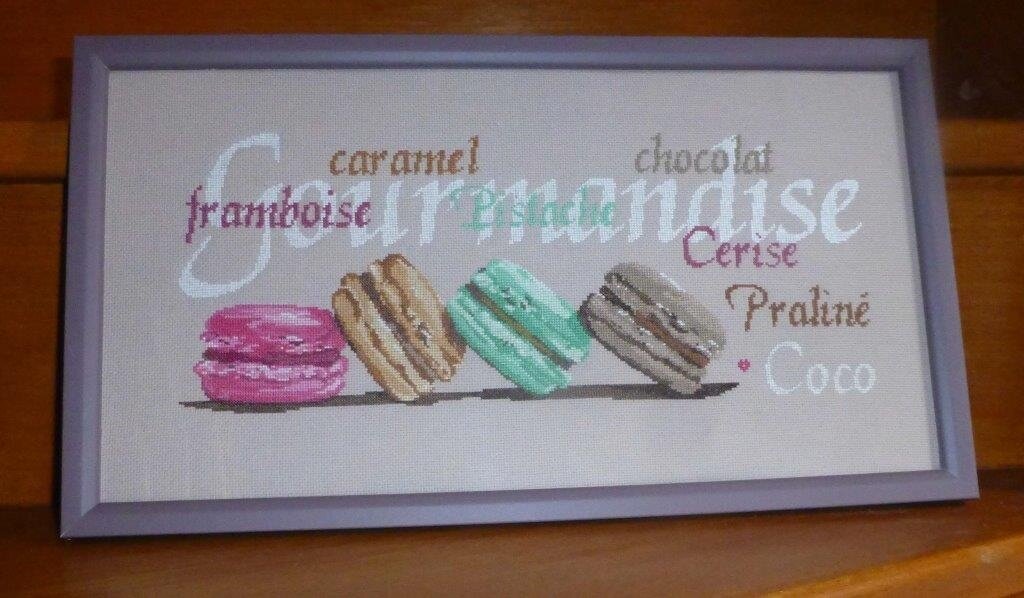 caramel
chocolat
Gourmandise
framboise
Pistache
Cerise
Praliné
Coco